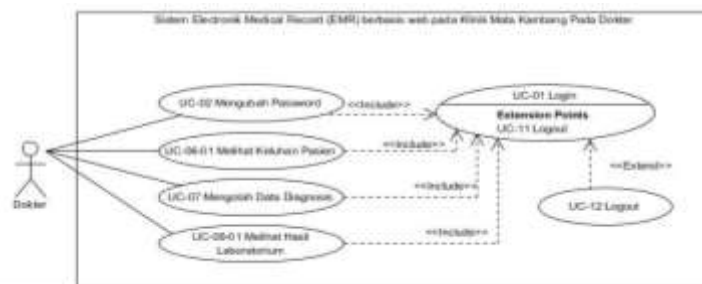 Sistem Electronik Medical Record (EMR) berbasis web pada Klinik Mata Kambang Pada Dokter
UC-01 Login
UC-02 Mengubah Password
<<Include>>
Extension Points
UC-11 Logout
UC-06-01 Melihat Keluhan Pasien
<<Include>>
<<Extend>>
Dokter
UC-07 Mengolah Data Diagnosis
<<Include>>
UC-12 Logout
UC-08-01 Melihat Hasil
Laboratorium
<<Include>>